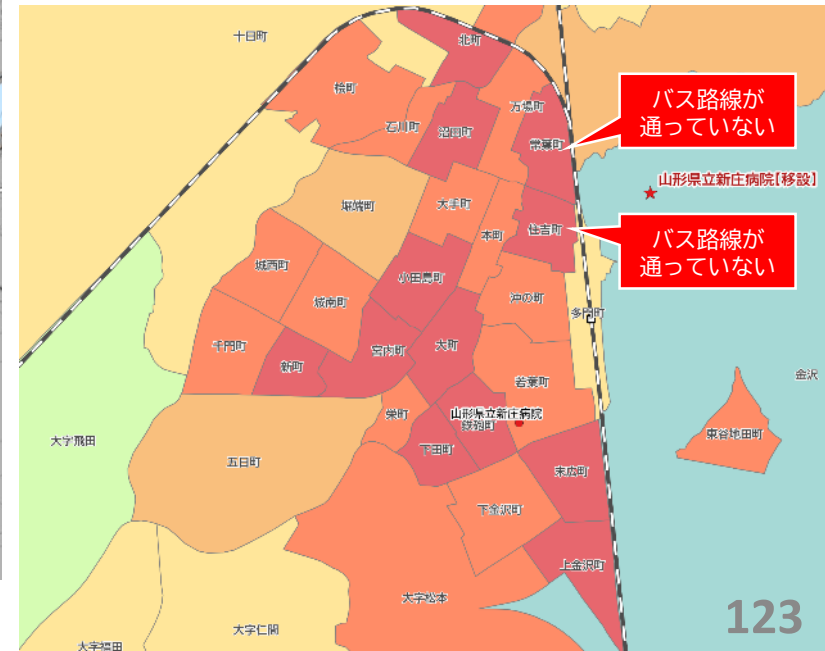 十日町
北町
桧町
万場町
バス路線が
通っていない
石川町
沼田町
常葉町
山形県立新庄病院【移設】
堀端町
大手町
本町
住吉町
バス路線が
通っていない
城西町
小田島町
城南町
沖の町
多門町
千門町
新町
宮内町
大町
若葉町
金沢
栄町
山形県立新庄病院
鉄砲町
東谷地田町
大字飛田
五日町
下田町
末広町
下金沢町
上金沢町
大字松本
大字仁間
大字福田
123